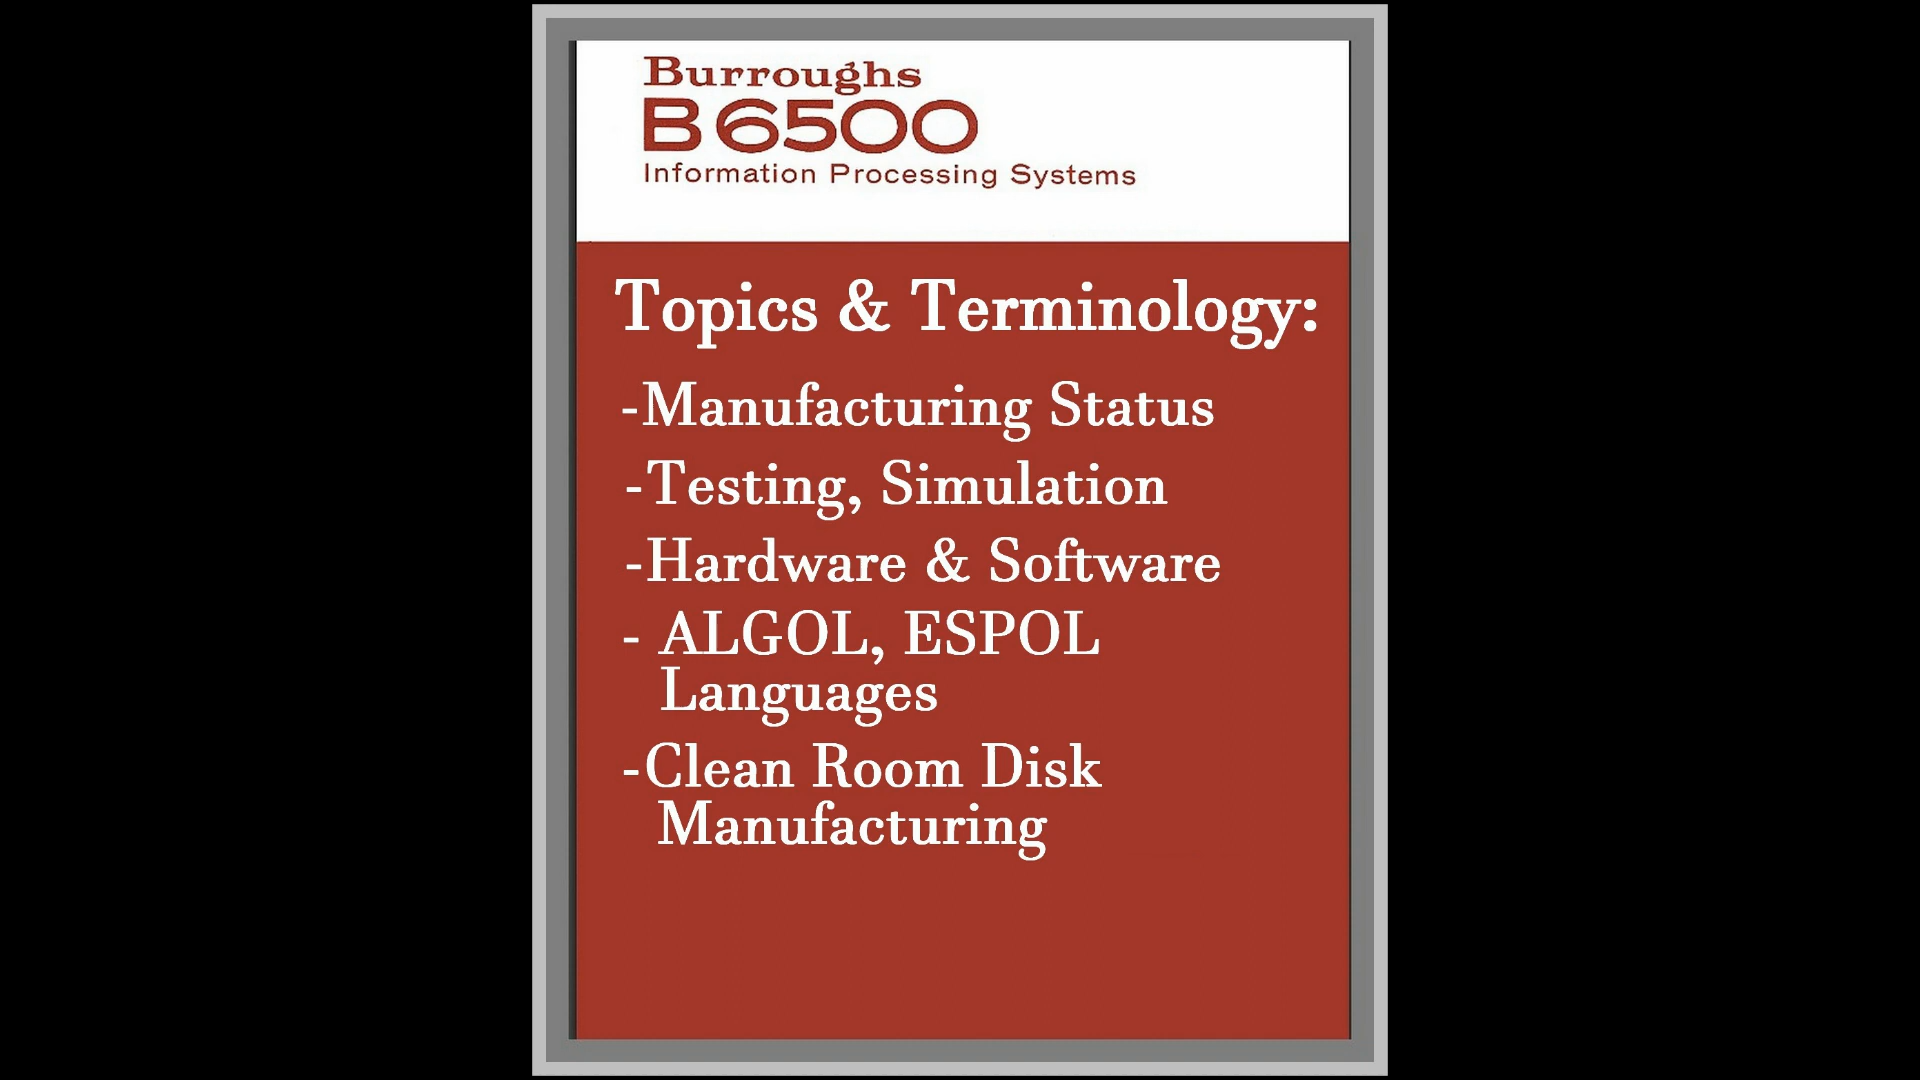 Burroughs
B 6500
Information Processing Systems
Topics & Terminology:
-Manufacturing Status
-Testing, Simulation
-Hardware & Software
- ALGOL, ESPOL
Languages
-Clean Room Disk
Manufacturing